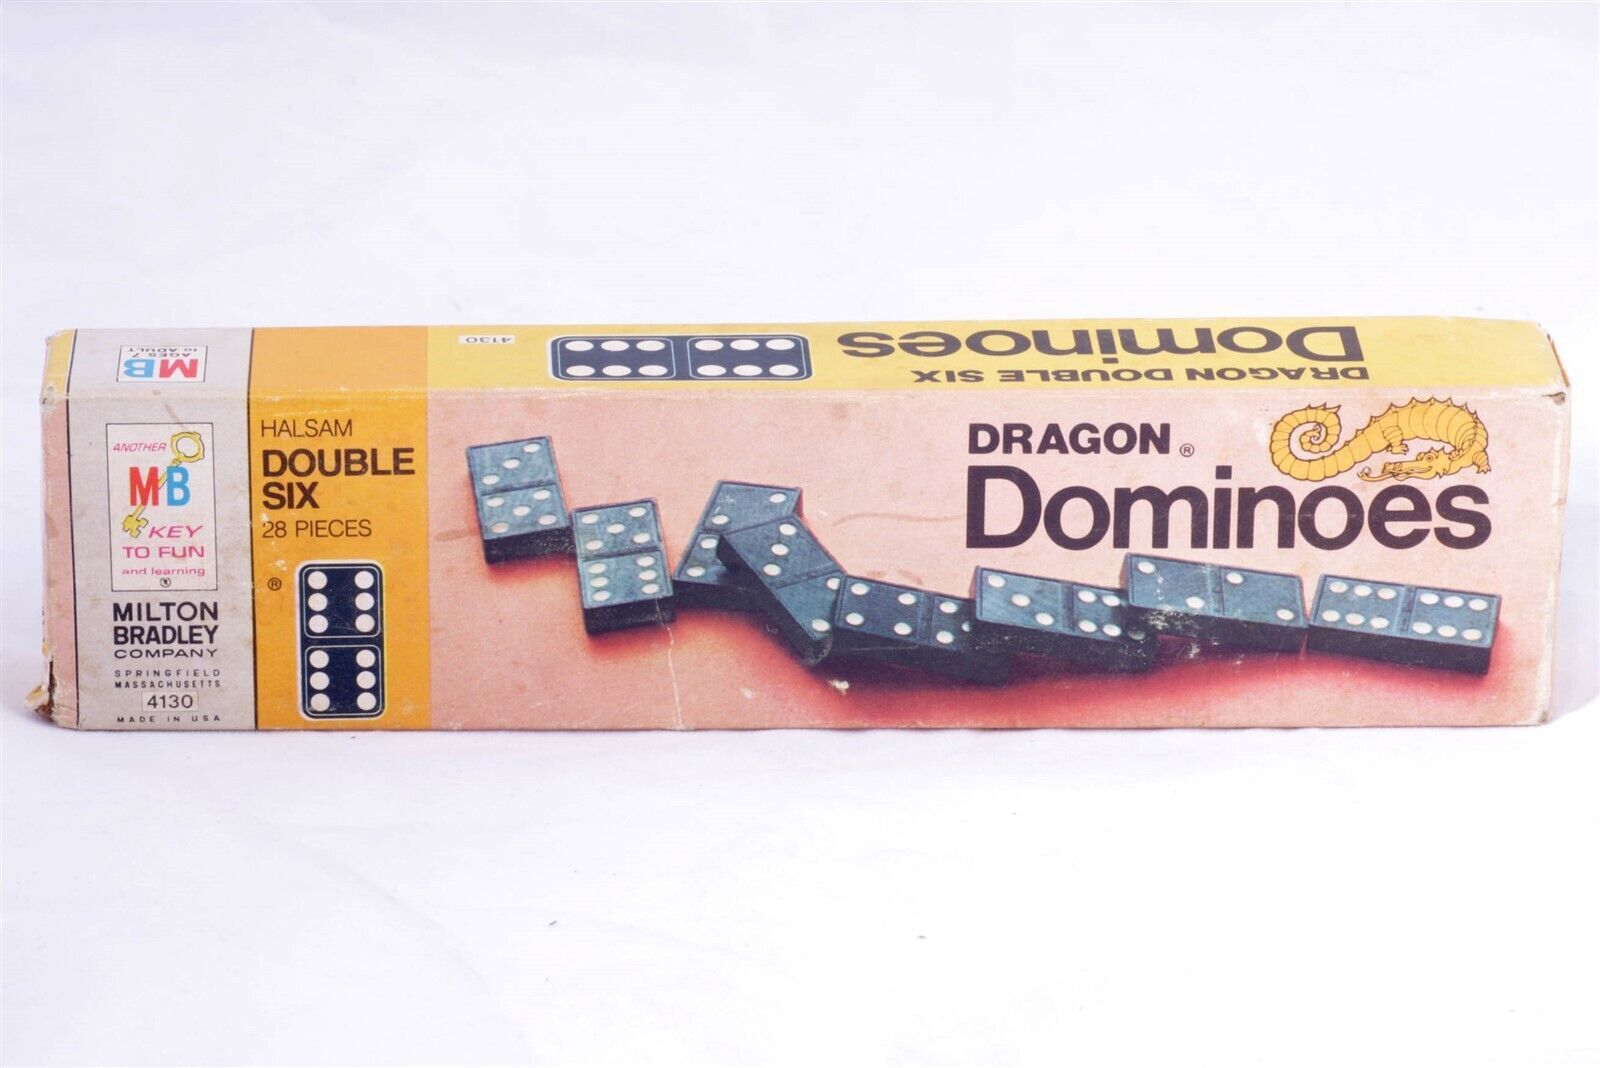 4130
DRAGON DOUBLE SIX
Dominoes
MB
AGES 7
to ADULT
ANOTHER
MB
KEY
TO FUN
and learning
®
MILTON
BRADLEY
COMPANY
SPRINGFIELD
MASSACHUSETTS
4130
MADE IN USA
HALSAM
DOUBLE
SIX
28 PIECES
®
DRAGON ®
Dominoes